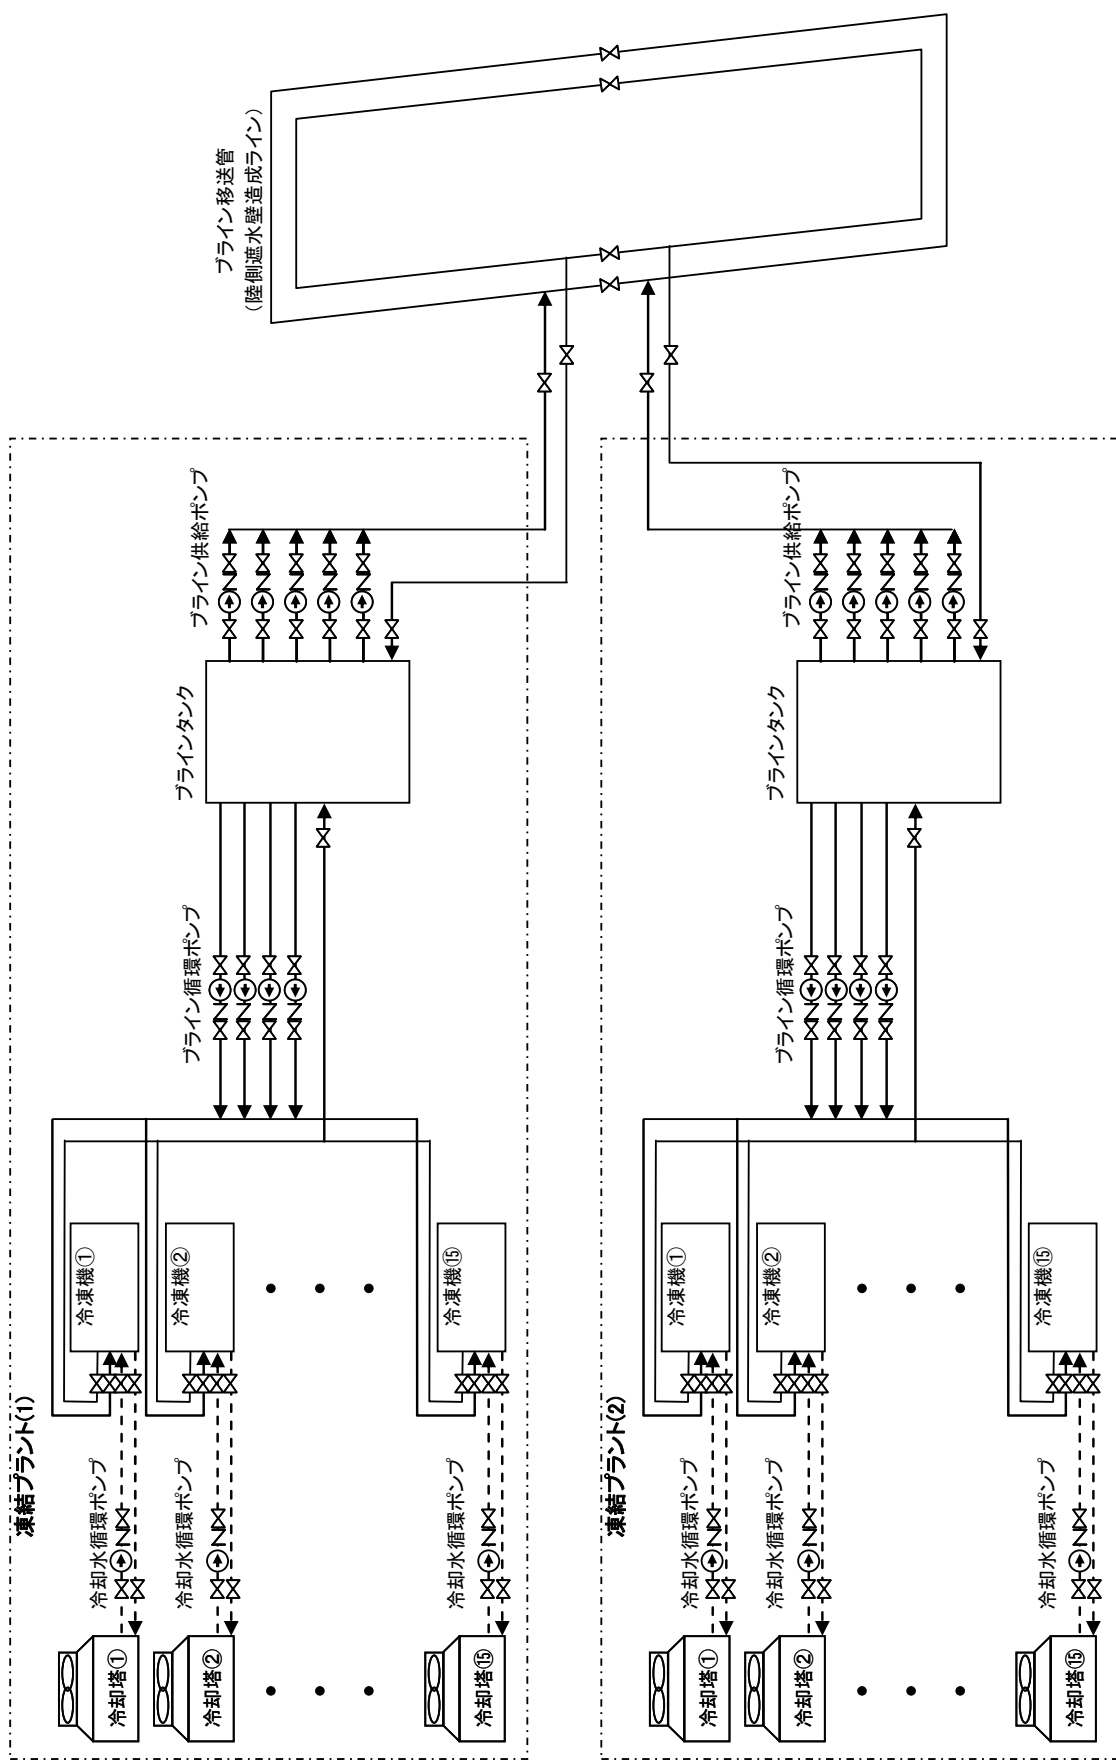 ブライン移送管
（陸側遮水壁造成ライン）
凍結プラント(1)
ブライン供給ポンプ
ブラインタンク
ブライン循環ポンプ
冷凍機①
冷凍機②
冷凍機⑮
冷却水循環ポンプ
冷却水循環ポンプ
冷却水循環ポンプ
冷却塔①
冷却塔②
冷却塔⑮
凍結プラント(2)
ブライン供給ポンプ
ブラインタンク
ブライン循環ポンプ
冷凍機①
冷凍機②
冷凍機⑮
冷却水循環ポンプ
冷却水循環ポンプ
冷却水循環ポンプ
冷却塔①
冷却塔②
冷却塔⑮